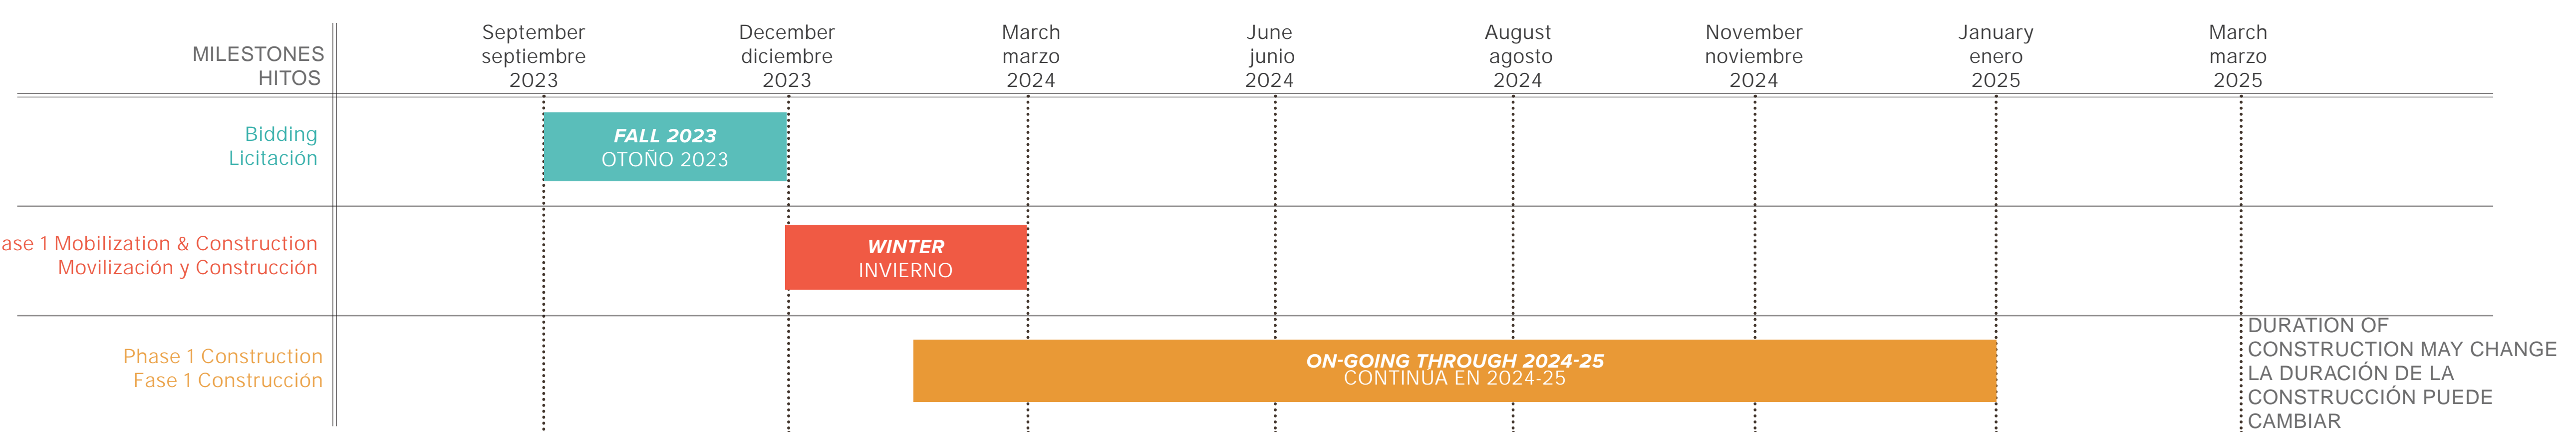 MILESTONES
HITOS
September
septiembre
2023
December
diciembre
2023
March
marzo
2024
June
junio
2024
August
agosto
2024
November
noviembre
2024
January
enero
2025
March
marzo
2025
Bidding
Licitación
FALL 2023
OTOÑO 2023
ase 1 Mobilization & Construction
Movilización y Construcción
WINTER
INVIERNO
Phase 1 Construction
Fase 1 Construcción
ON-GOING THROUGH 2024-25
CONTINÚA EN 2024-25
DURATION OF
CONSTRUCTION MAY CHANGE
LA DURACIÓN DE LA
CONSTRUCCIÓN PUEDE
CAMBIAR